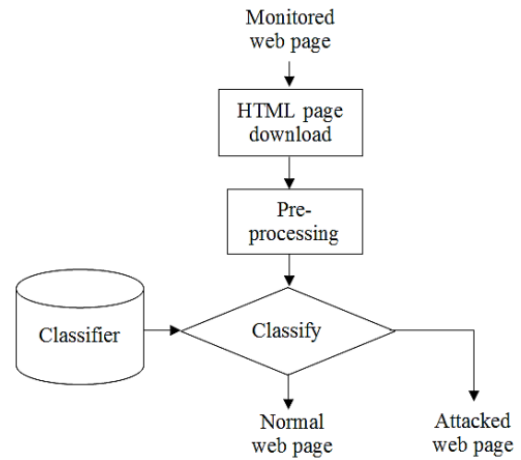 Monitored
web page
HTML page
download
Pre-
processing
Classifier
Classify
Normal
web page
Attacked
web page